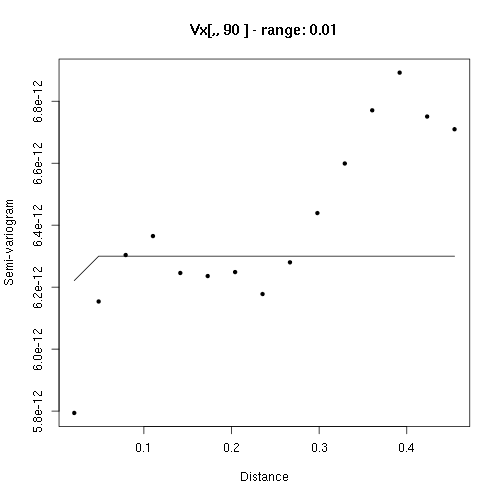 Vx[,, 90 ] - range: 0.01
Semi-variogram
6.8e-12
6.6e-12
6.4e-12
6.2e-12
6.0e-12
5.8e-12
0.1 0.2 0.3 0.4
Distance